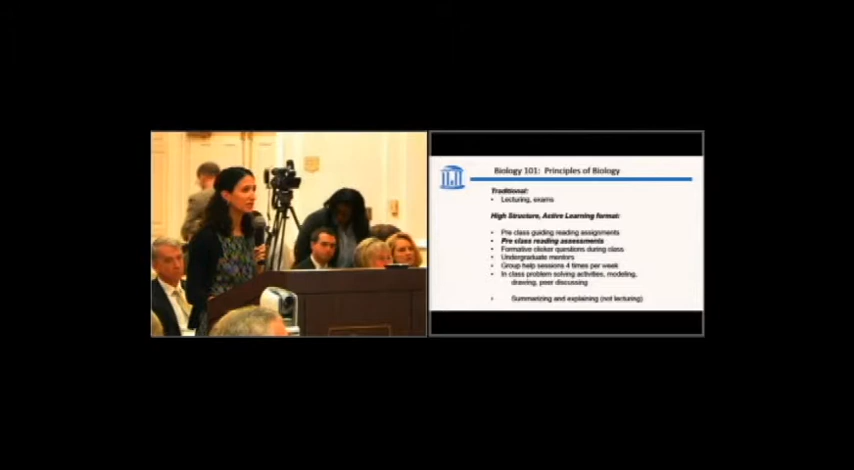 Biology 101: Principles of Biology
Traditional:
• Lecturing, exams
High Structure, Active Learning format:
• Pre class guiding reading assignments
• Pre class reading assessments
• Formative clicker questions during class
• Undergraduate mentors
• Group help sessions 4 times per week
• In class problem solving activities, modeling,
drawing, peer discussing
• Summarizing and explaining (not lecturing)